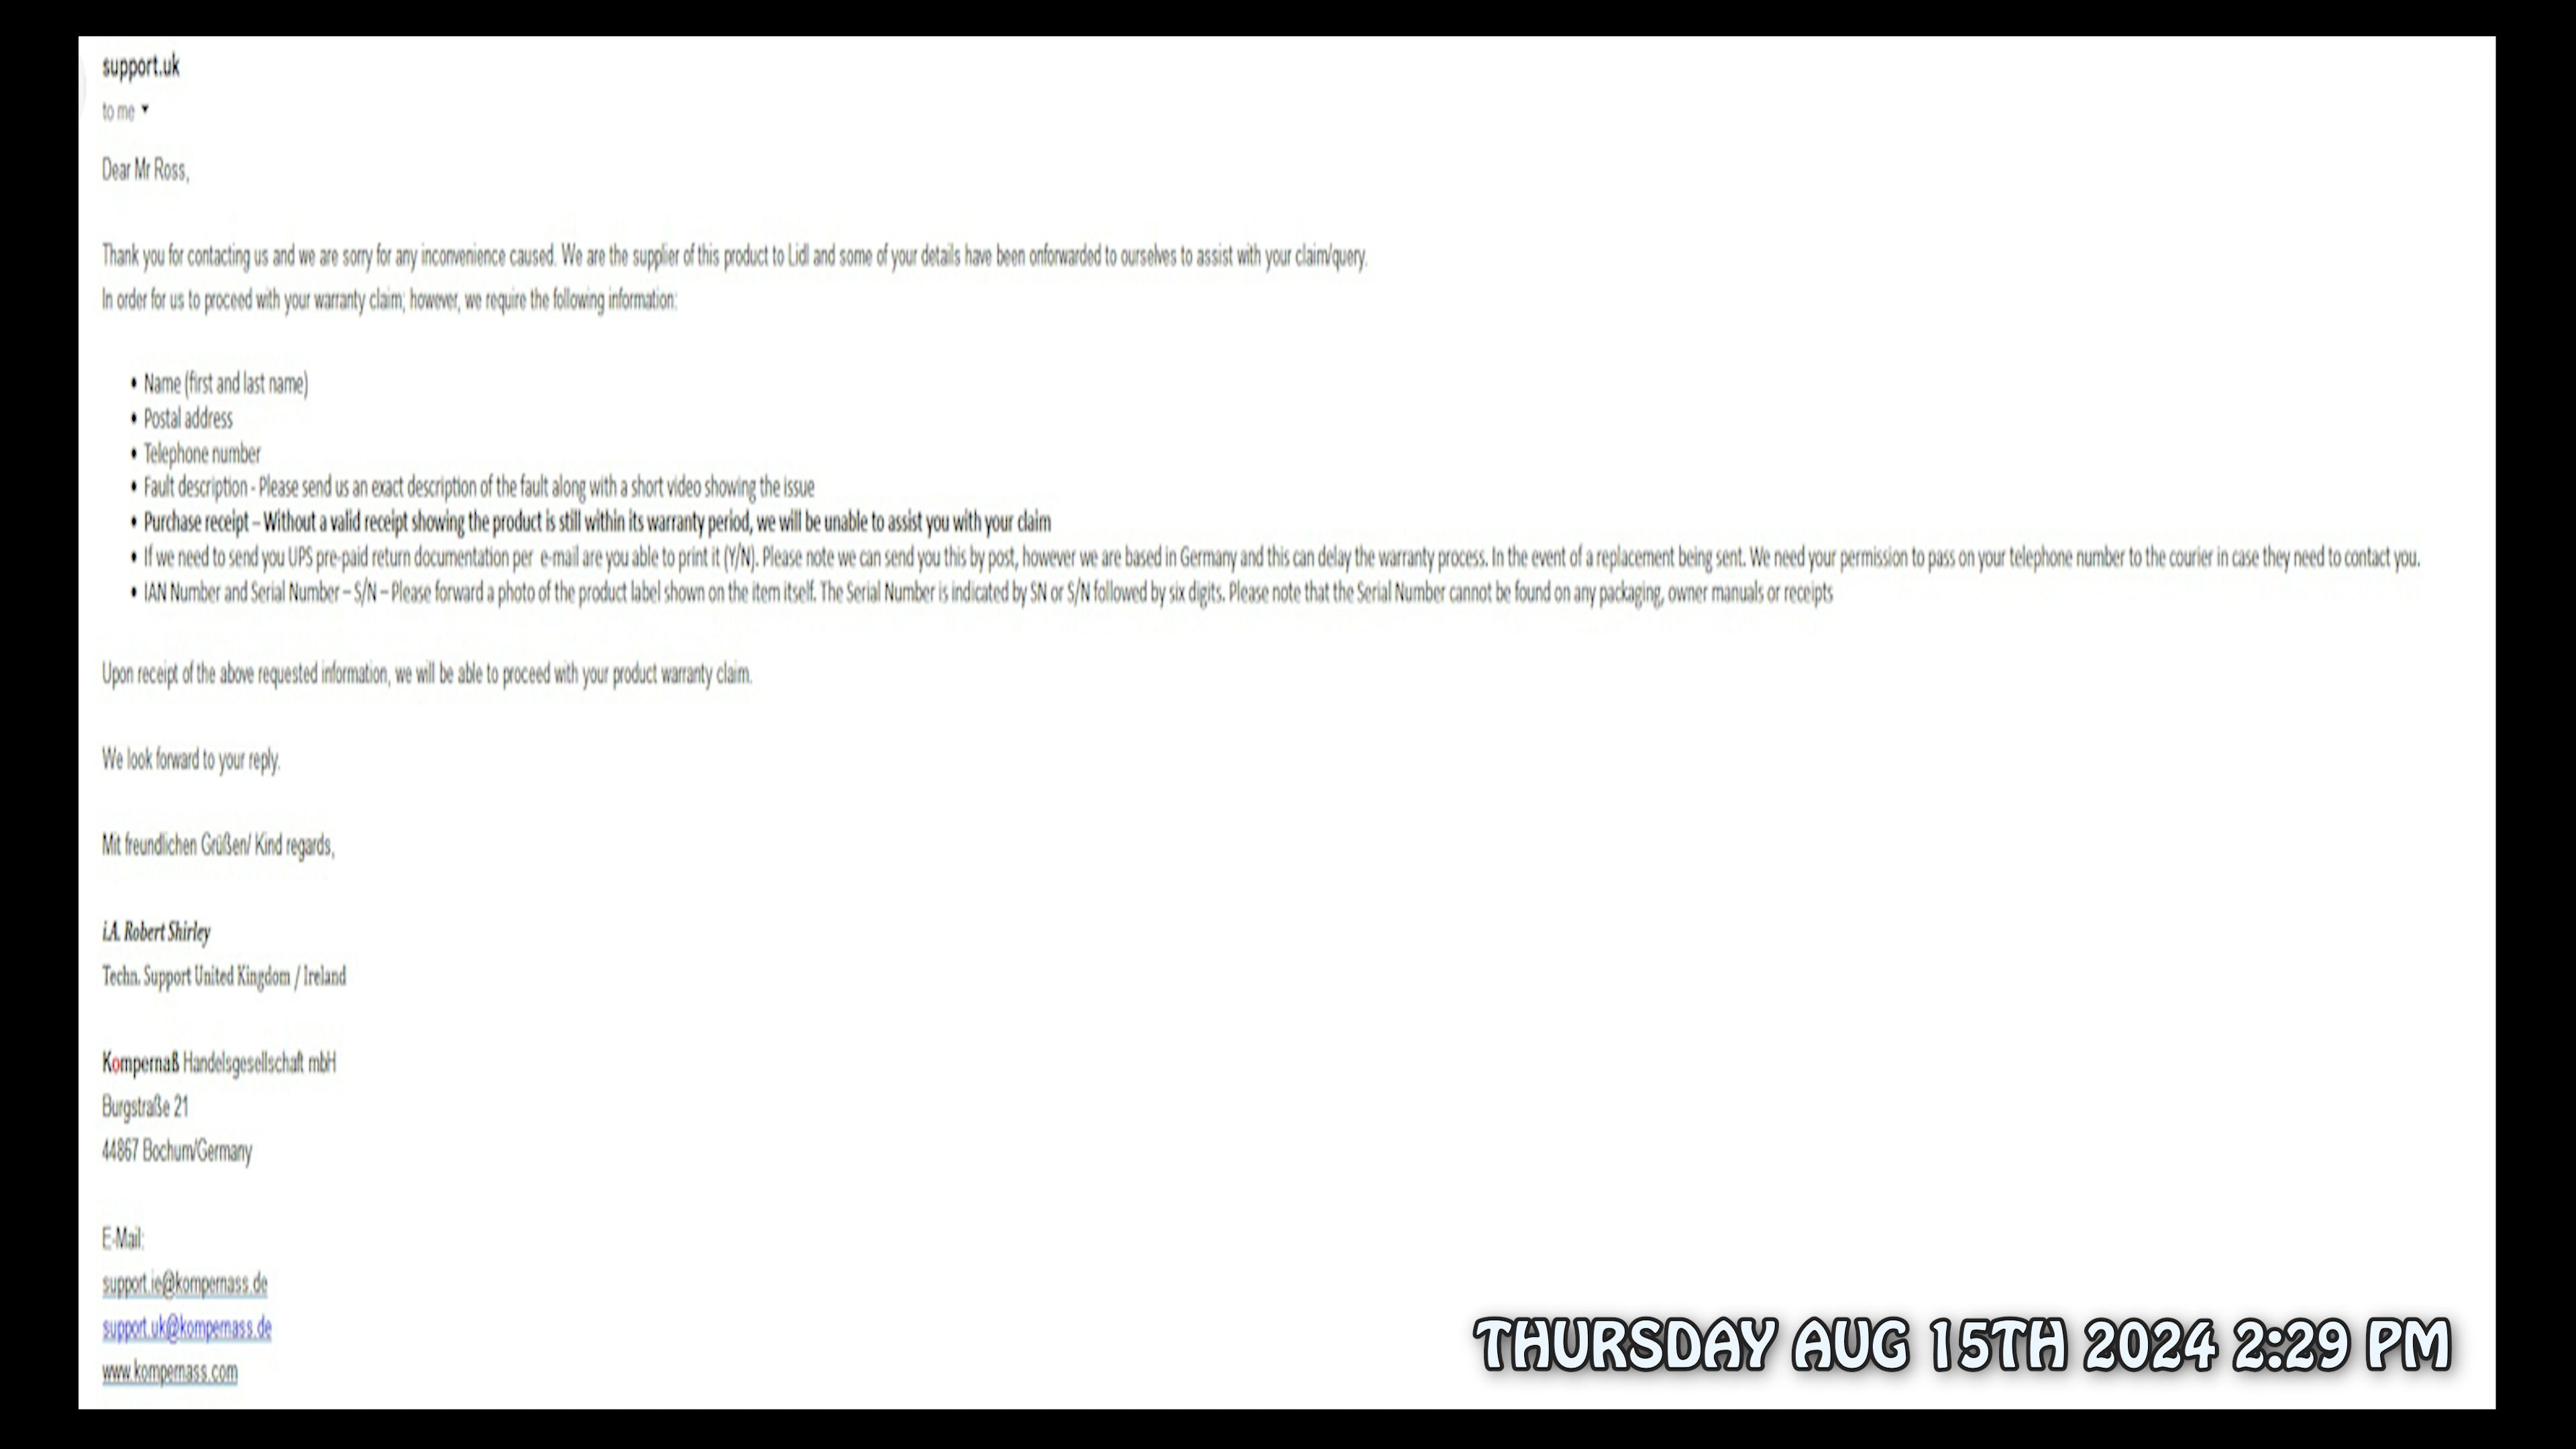 support.uk
to me
Dear Mr Ross,
Thank you for contacting us and we are sorry for any inconvenience caused. We are the supplier of this product to Lidl and some of your details have been onforwarded to ourselves to assist with your claim/query.
In order for us to proceed with your warranty claim; however, we require the following information:
• Name (first and last name)
• Postal address
• Telephone number
• Fault description - Please send us an exact description of the fault along with a short video showing the issue
• Purchase receipt – Without a valid receipt showing the product is still within its warranty period, we will be unable to assist you with your claim
• If we need to send you UPS pre-paid return documentation per e-mail are you able to print it (Y/N). Please note we can send you this by post, however we are based in Germany and this can delay the warranty process. In the event of a replacement being sent. We need your permission to pass on your telephone number to the courier in case they need to contact you.
• IAN Number and Serial Number – S/N – Please forward a photo of the product label shown on the item itself. The Serial Number is indicated by SN or S/N followed by six digits. Please note that the Serial Number cannot be found on any packaging, owner manuals or receipts
Upon receipt of the above requested information, we will be able to proceed with your product warranty claim.
We look forward to your reply.
Mit freundlichen Grüßen/ Kind regards,
i.A. Robert Shirley
Techn. Support United Kingdom / Ireland
Kompernaß Handelsgesellschaft mbH
Burgstraße 21
44867 Bochum/Germany
E-Mail:
support.ie@kompernass.de
support.uk@kompernass.de
www.kompernass.com
THURSDAY AUG 15TH 2024 2:29 PM